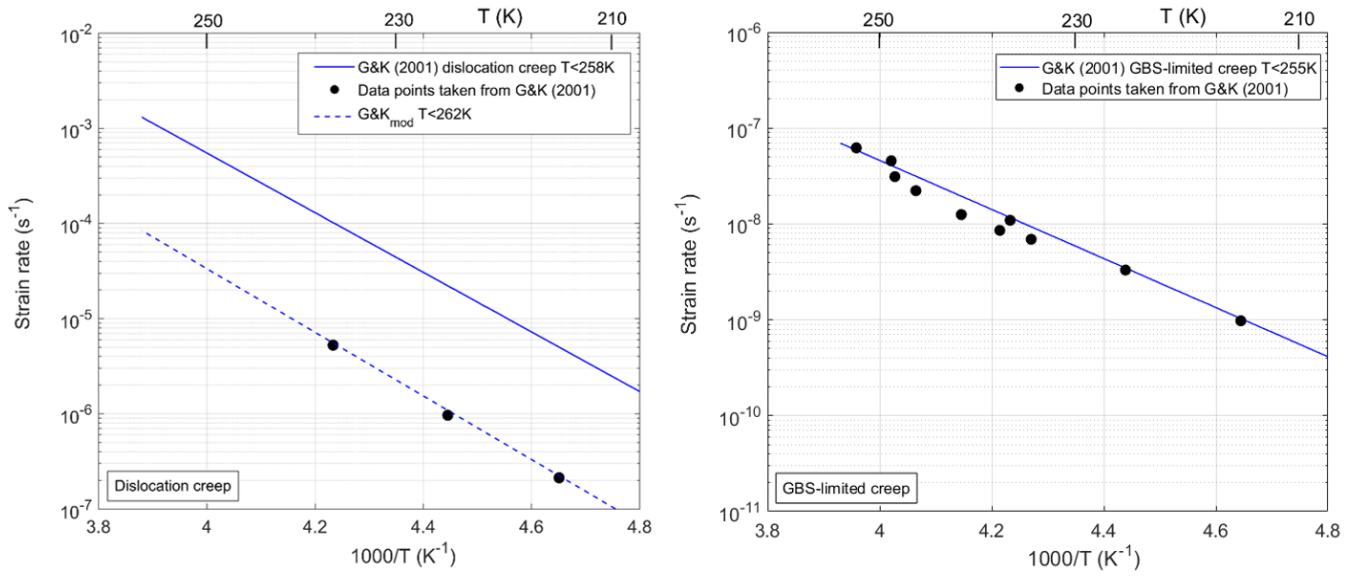 250 230 T (K) 210
10^-2
G&K (2001) dislocation creep T<258K
Data points taken from G&K (2001)
G&K_mod T<262K
10^-3
10^-4
10^-5
10^-6
10^-7
Strain rate (s^-1)
Dislocation creep
3.8 4 4.2 4.4 4.6 4.8
1000/T (K^-1)
250 230 T (K) 210
10^-6
G&K (2001) GBS-limited creep T<255K
Data points taken from G&K (2001)
10^-7
10^-8
10^-9
10^-10
10^-11
Strain rate (s^-1)
GBS-limited creep
3.8 4 4.2 4.4 4.6 4.8
1000/T (K^-1)